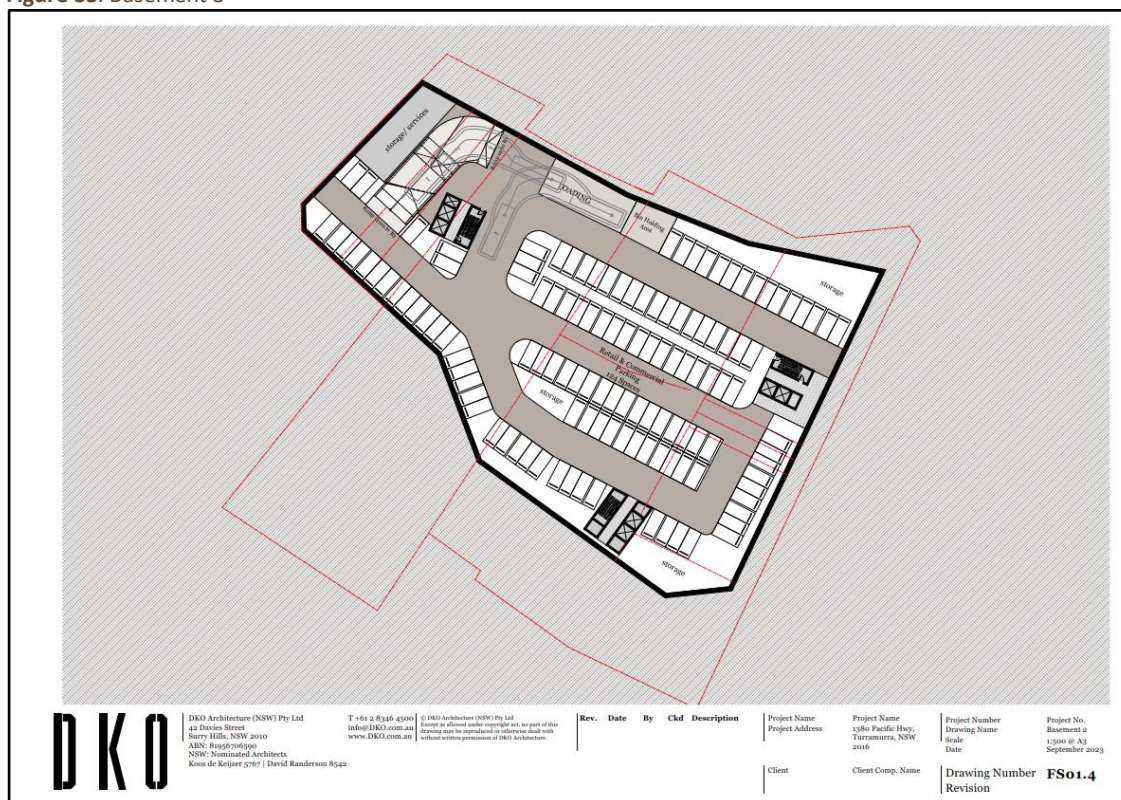 Figure 33: Basement 3
storage/ services
LOADING
Bin Holding
Area
storage
Retail & Commercial
Parking
124 Spaces
storage
storage
DKO
DKO Architecture (NSW) Pty Ltd
42 Davies Street
Surry Hills, NSW 2010
ABN: 81956706590
NSW: Nominated Architects
Koos de Keijzer 5767 | David Randerson 8542
T +61 2 8346 4500
info@DKO.com.au
www.DKO.com.au
© DKO Architecture (NSW) Pty Ltd
Except as allowed under copyright act, no part of this
drawing may be reproduced or otherwise dealt with
without written permission of DKO Architecture.
Rev. Date By Ckd Description
Project Name Project Name
Project Address 1380 Pacific Hwy,
Turramurra, NSW
2016
Client Client Comp. Name
Project Number Project No.
Drawing Name Basement 2
Scale 1:500 @ A3
Date September 2023
Drawing Number FS01.4
Revision